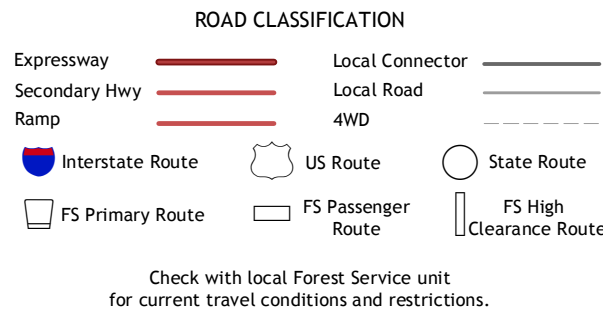 ROAD CLASSIFICATION
Expressway
Local Connector
Secondary Hwy
Local Road
Ramp
4WD
Interstate Route
US Route
State Route
FS Primary Route
FS Passenger
Route
FS High
Clearance Route
Check with local Forest Service unit
for current travel conditions and restrictions.